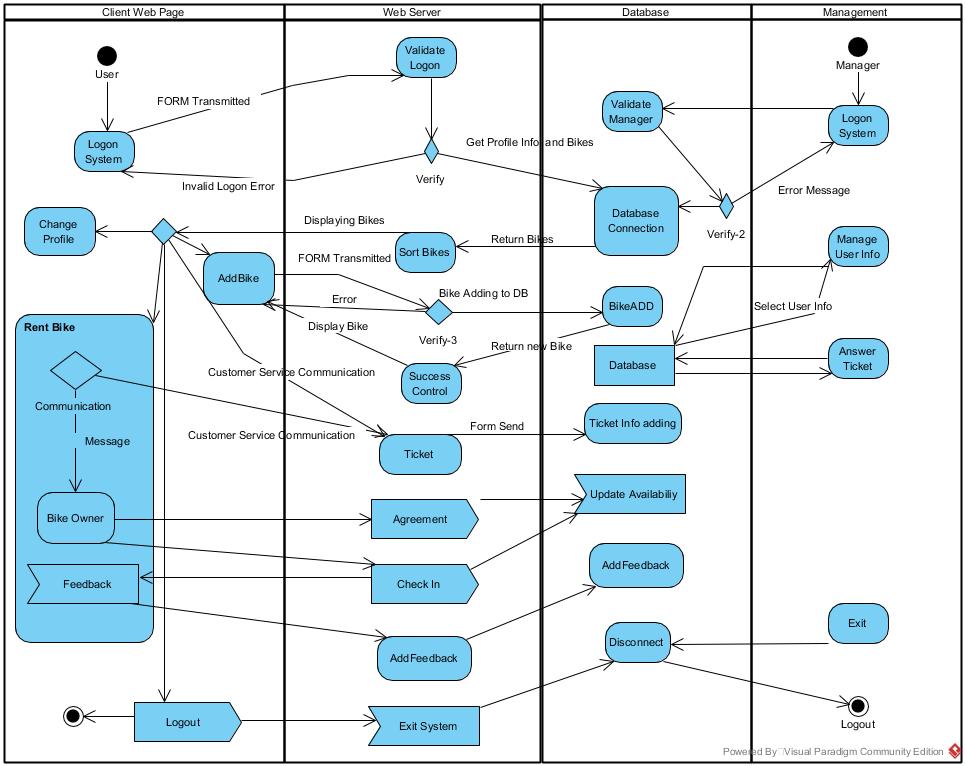 Client Web Page
Web Server
Database
Management
User
Manager
Validate
Logon
FORM Transmitted
Validate
Manager
Logon
System
Logon
System
Get Profile Info and Bikes
Verify
Invalid Logon Error
Error Message
Change
Profile
Displaying Bikes
Database
Connection
Verify-2
Return Bikes
Sort Bikes
Manage
User Info
FORM Transmitted
AddBike
Bike Adding to DB
Error
BikeADD
Select User Info
Rent Bike
Display Bike
Verify-3
Return new Bike
Answer
Ticket
Database
Customer Service Communication
Success
Control
Communication
Ticket Info adding
Form Send
Customer Service Communication
Message
Ticket
Update Availabiliy
Bike Owner
Agreement
AddFeedback
Feedback
Check In
Exit
Disconnect
AddFeedback
Logout
Exit System
Logout
Powered By Visual Paradigm Community Edition